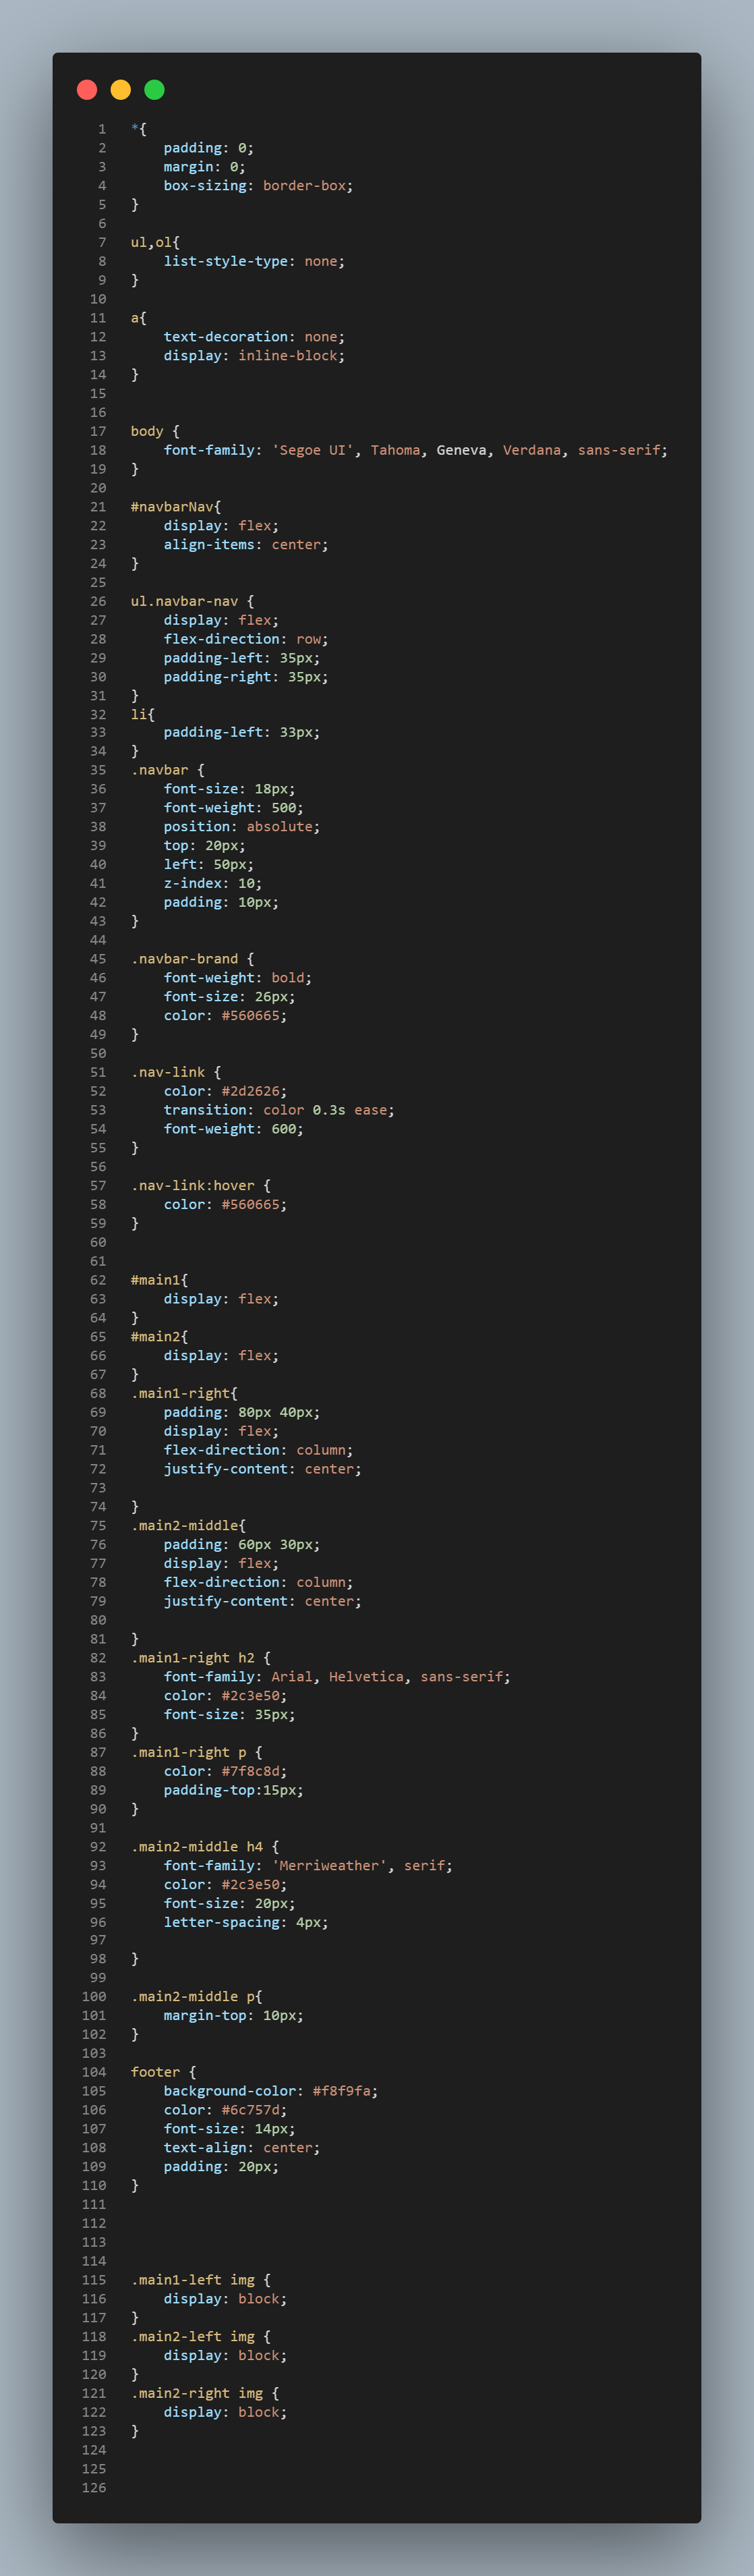 1 *{
2     padding: 0;
3     margin: 0;
4     box-sizing: border-box;
5 }
6
7 ul,ol{
8     list-style-type: none;
9 }
10
11 a{
12     text-decoration: none;
13     display: inline-block;
14 }
15
16
17 body {
18     font-family: 'Segoe UI', Tahoma, Geneva, Verdana, sans-serif;
19 }
20
21 #navbarNav{
22     display: flex;
23     align-items: center;
24 }
25
26 ul.navbar-nav {
27     display: flex;
28     flex-direction: row;
29     padding-left: 35px;
30     padding-right: 35px;
31 }
32 li{
33     padding-left: 33px;
34 }
35 .navbar {
36     font-size: 18px;
37     font-weight: 500;
38     position: absolute;
39     top: 20px;
40     left: 50px;
41     z-index: 10;
42     padding: 10px;
43 }
44
45 .navbar-brand {
46     font-weight: bold;
47     font-size: 26px;
48     color: #560665;
49 }
50
51 .nav-link {
52     color: #2d2626;
53     transition: color 0.3s ease;
54     font-weight: 600;
55 }
56
57 .nav-link:hover {
58     color: #560665;
59 }
60
61
62 #main1{
63     display: flex;
64 }
65 #main2{
66     display: flex;
67 }
68 .main1-right{
69     padding: 80px 40px;
70     display: flex;
71     flex-direction: column;
72     justify-content: center;
73
74 }
75 .main2-middle{
76     padding: 60px 30px;
77     display: flex;
78     flex-direction: column;
79     justify-content: center;
80
81 }
82 .main1-right h2 {
83     font-family: Arial, Helvetica, sans-serif;
84     color: #2c3e50;
85     font-size: 35px;
86 }
87 .main1-right p {
88     color: #7f8c8d;
89     padding-top:15px;
90 }
91
92 .main2-middle h4 {
93     font-family: 'Merriweather', serif;
94     color: #2c3e50;
95     font-size: 20px;
96     letter-spacing: 4px;
97
98 }
99
100 .main2-middle p{
101     margin-top: 10px;
102 }
103
104 footer {
105     background-color: #f8f9fa;
106     color: #6c757d;
107     font-size: 14px;
108     text-align: center;
109     padding: 20px;
110 }
111
112
113
114
115 .main1-left img {
116     display: block;
117 }
118 .main2-left img {
119     display: block;
120 }
121 .main2-right img {
122     display: block;
123 }
124
125
126